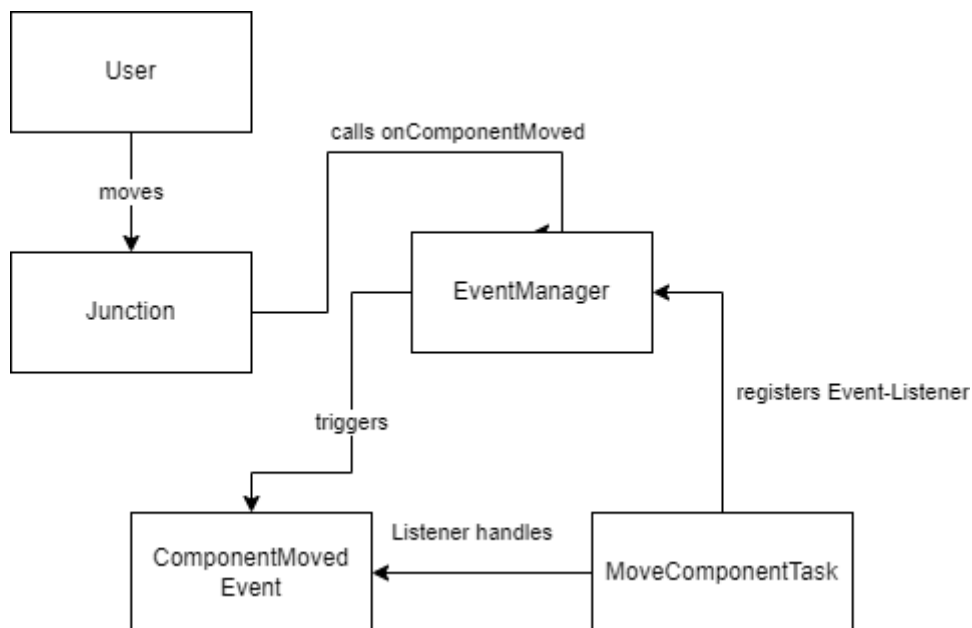 User
calls onComponentMoved
moves
EventManager
Junction
registers Event-Listener
triggers
Listener handles
ComponentMoved
Event
MoveComponentTask